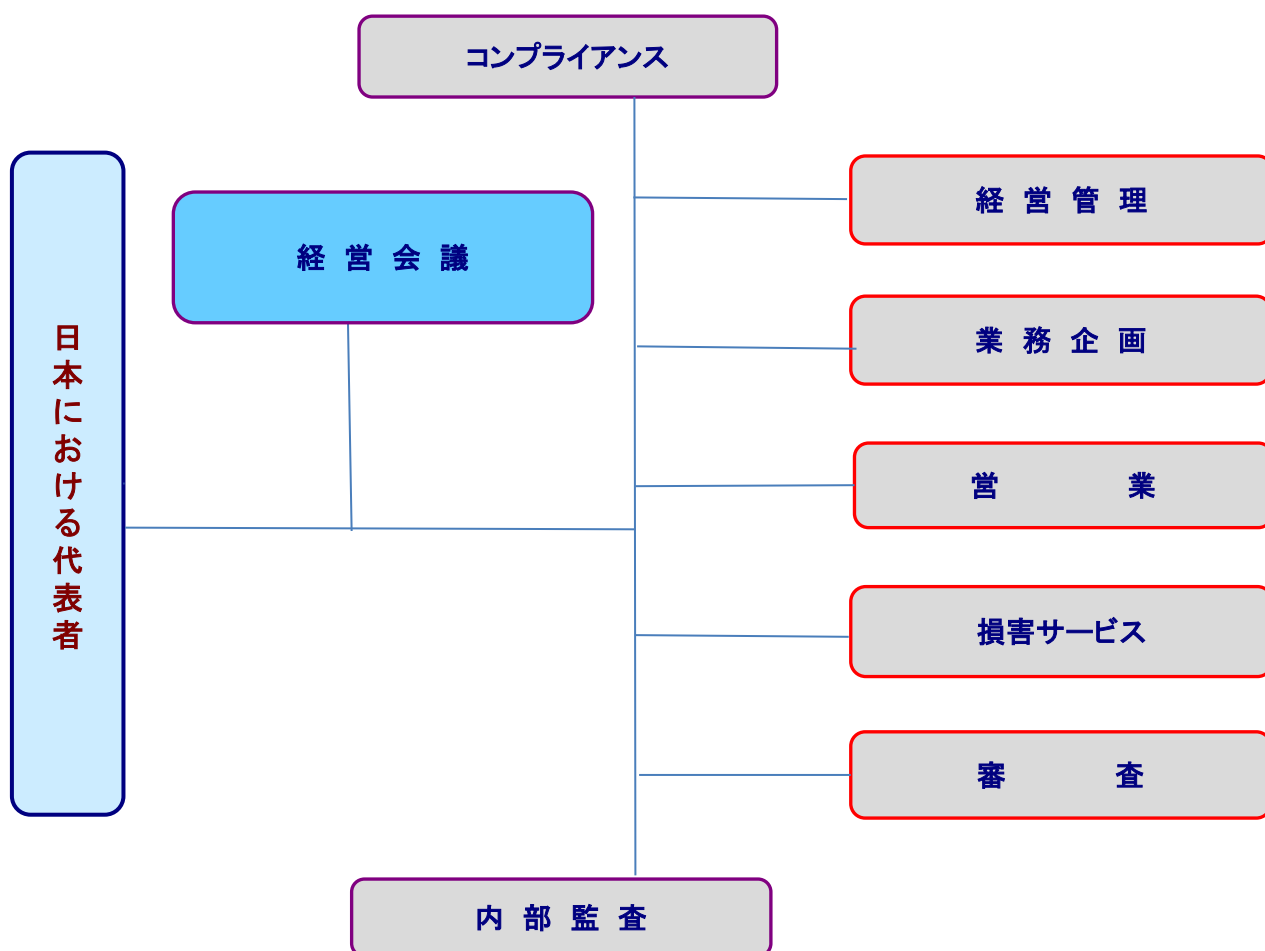 コンプライアンス
経 営 管 理
経 営 会 議
業 務 企 画
日本における代表者
営 業
損害サービス
審 査
内 部 監 査